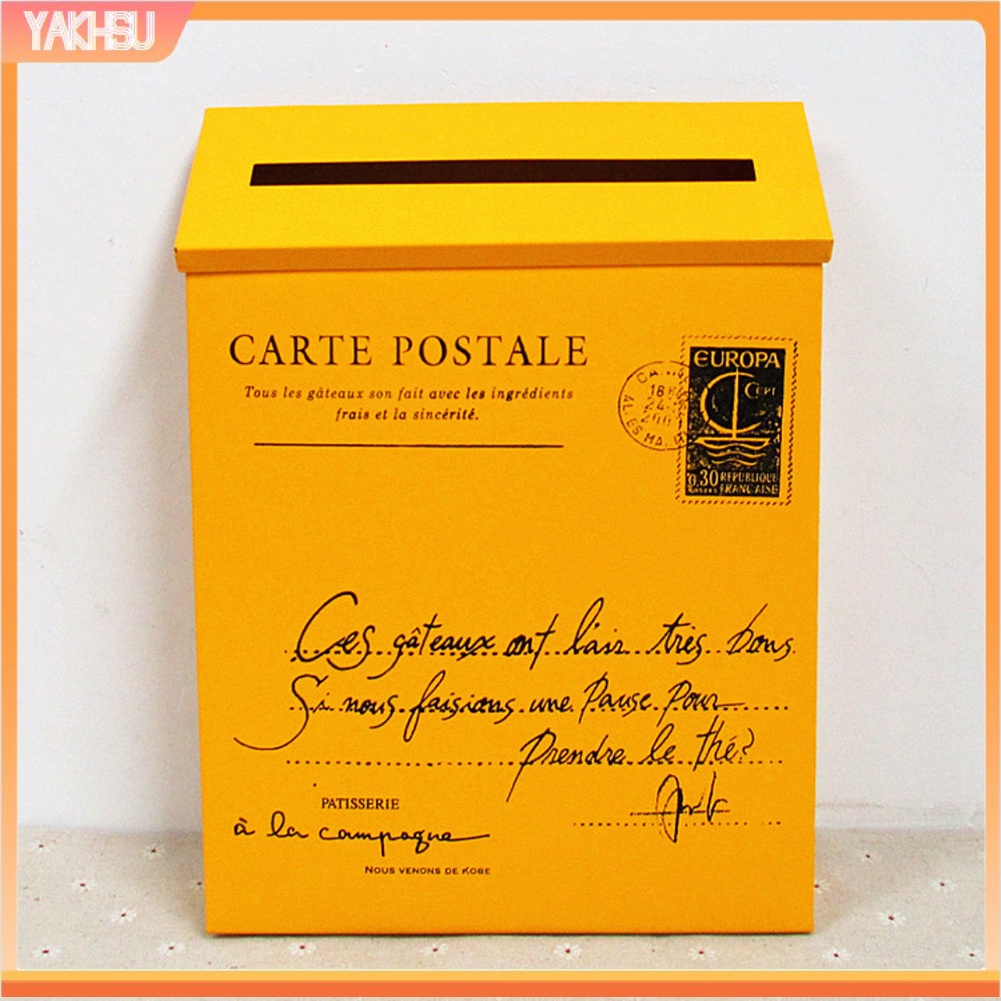 YAKHSU
CARTE POSTALE
Tous les gâteaux son fait avec les ingrédients
frais et la sincérité.
EUROPA
CEPT
0.30 REPUBLIQUE
FRANCAISE
Ces gâteaux ont l'air très bons.
Si nous faisions une Pause Pour
Prendre le thé?
PATISSERIE
à la campagne
NOUS VENONS DE KOBE